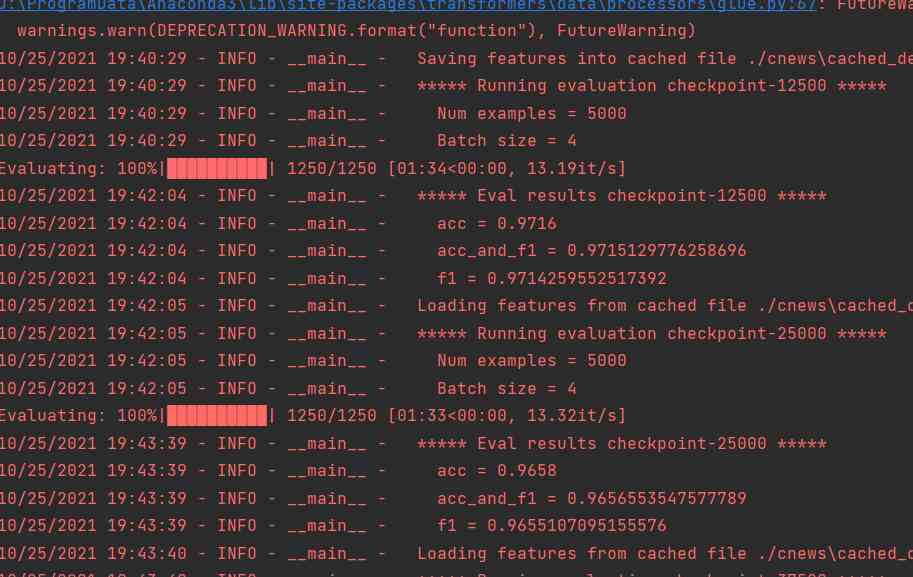 \ProgramData\Anaconda3\Lib\site-packages\transformers\data\processors\glue.py:67: FutureWa
warnings.warn(DEPRECATION_WARNING.format("function"), FutureWarning)
10/25/2021 19:40:29 - INFO - __main__ -   Saving features into cached file ./cnews\cached_de
10/25/2021 19:40:29 - INFO - __main__ -   ***** Running evaluation checkpoint-12500 *****
10/25/2021 19:40:29 - INFO - __main__ -     Num examples = 5000
10/25/2021 19:40:29 - INFO - __main__ -     Batch size = 4
Evaluating: 100%|██████████| 1250/1250 [01:34<00:00, 13.19it/s]
10/25/2021 19:42:04 - INFO - __main__ -   ***** Eval results checkpoint-12500 *****
10/25/2021 19:42:04 - INFO - __main__ -     acc = 0.9716
10/25/2021 19:42:04 - INFO - __main__ -     acc_and_f1 = 0.9715129776258696
10/25/2021 19:42:04 - INFO - __main__ -     f1 = 0.9714259552517392
10/25/2021 19:42:05 - INFO - __main__ -   Loading features from cached file ./cnews\cached_d
10/25/2021 19:42:05 - INFO - __main__ -   ***** Running evaluation checkpoint-25000 *****
10/25/2021 19:42:05 - INFO - __main__ -     Num examples = 5000
10/25/2021 19:42:05 - INFO - __main__ -     Batch size = 4
Evaluating: 100%|██████████| 1250/1250 [01:33<00:00, 13.32it/s]
10/25/2021 19:43:39 - INFO - __main__ -   ***** Eval results checkpoint-25000 *****
10/25/2021 19:43:39 - INFO - __main__ -     acc = 0.9658
10/25/2021 19:43:39 - INFO - __main__ -     acc_and_f1 = 0.9656553547577789
10/25/2021 19:43:39 - INFO - __main__ -     f1 = 0.9655107095155576
10/25/2021 19:43:40 - INFO - __main__ -   Loading features from cached file ./cnews\cached_d